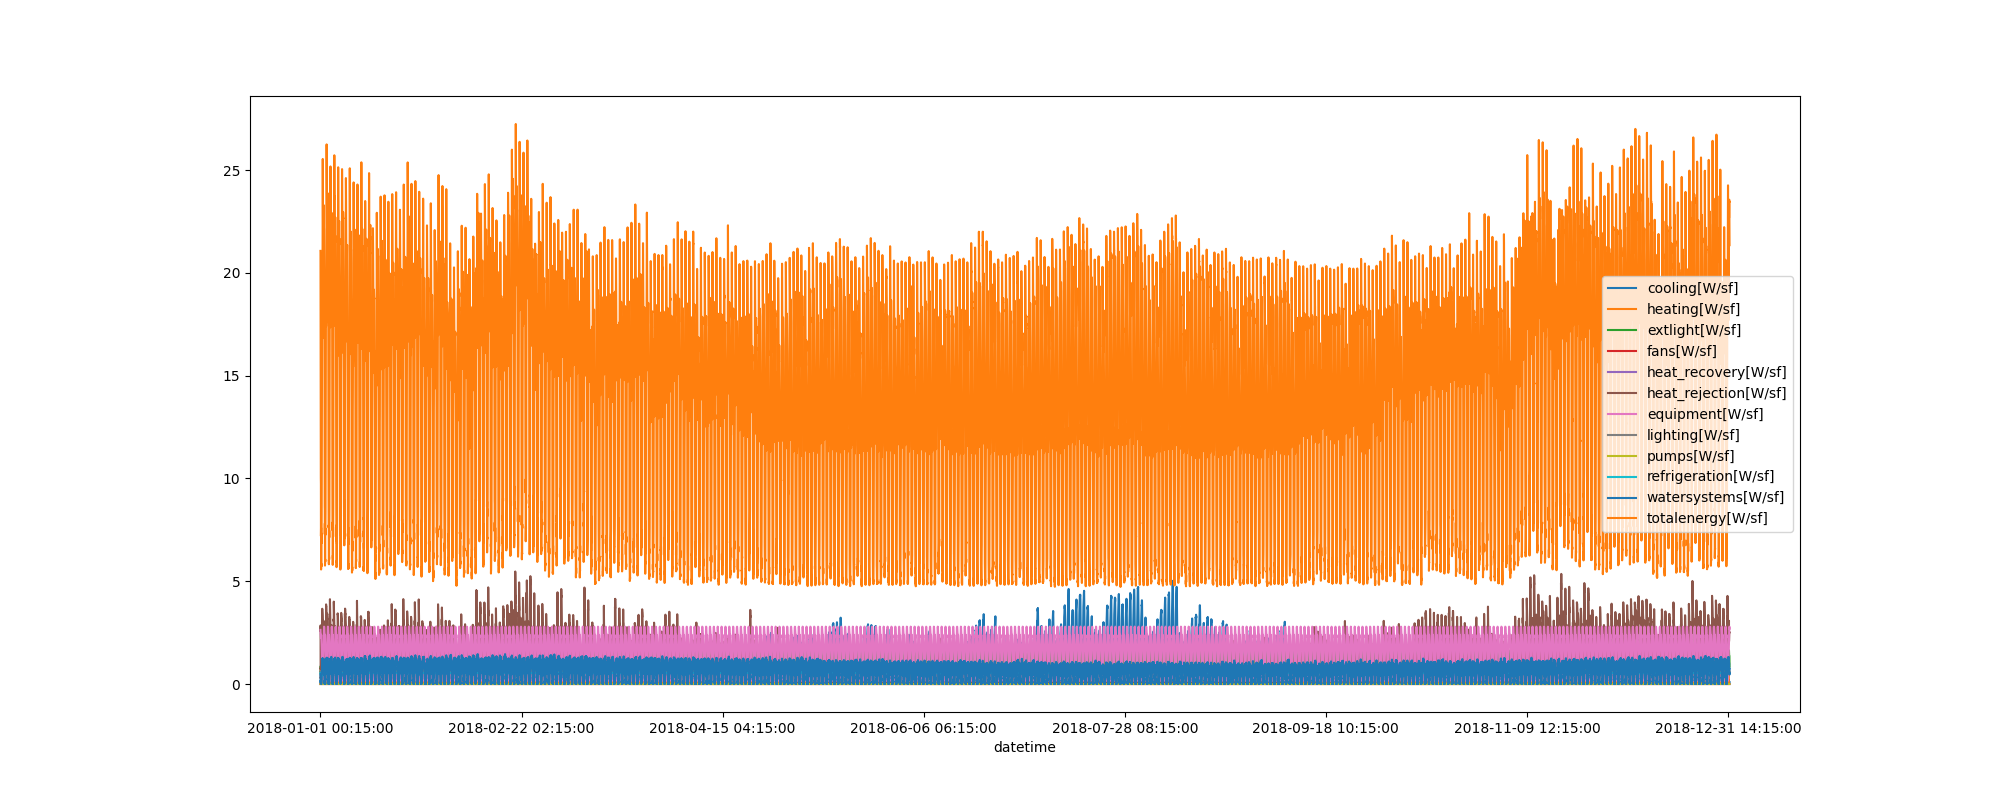 25
20
15
10
5
0
cooling[W/sf]
heating[W/sf]
extlight[W/sf]
fans[W/sf]
heat_recovery[W/sf]
heat_rejection[W/sf]
equipment[W/sf]
lighting[W/sf]
pumps[W/sf]
refrigeration[W/sf]
watersystems[W/sf]
totalenergy[W/sf]
2018-01-01 00:15:00 2018-02-22 02:15:00 2018-04-15 04:15:00 2018-06-06 06:15:00 2018-07-28 08:15:00 2018-09-18 10:15:00 2018-11-09 12:15:00 2018-12-31 14:15:00
datetime